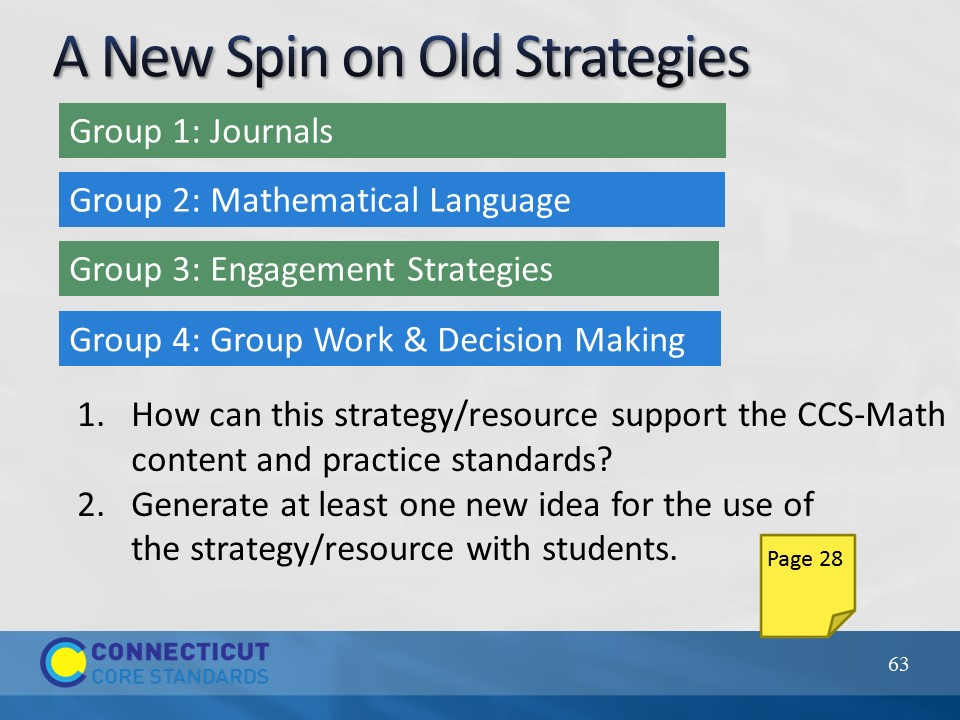 A New Spin on Old Strategies
Group 1: Journals
Group 2: Mathematical Language
Group 3: Engagement Strategies
Group 4: Group Work & Decision Making
1. How can this strategy/resource support the CCS-Math
content and practice standards?
2. Generate at least one new idea for the use of
the strategy/resource with students.
Page 28
CONNECTICUT
CORE STANDARDS
63